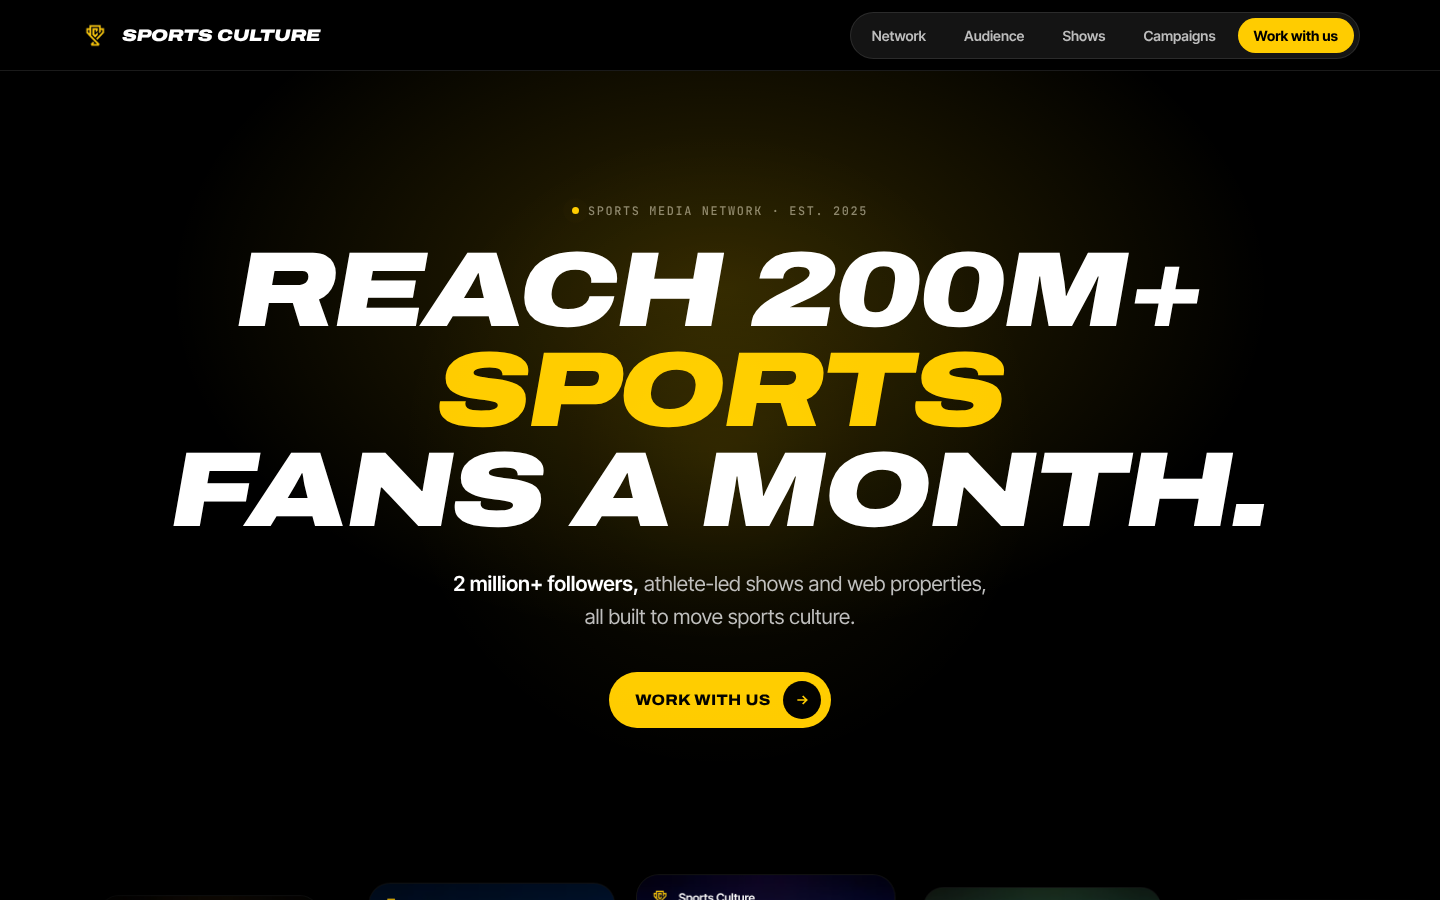 SPORTS CULTURE
Network Audience Shows Campaigns Work with us
SPORTS MEDIA NETWORK · EST. 2025
REACH 200M+
SPORTS
FANS A MONTH.
2 million+ followers, athlete-led shows and web properties,
all built to move sports culture.
WORK WITH US
Sports Culture